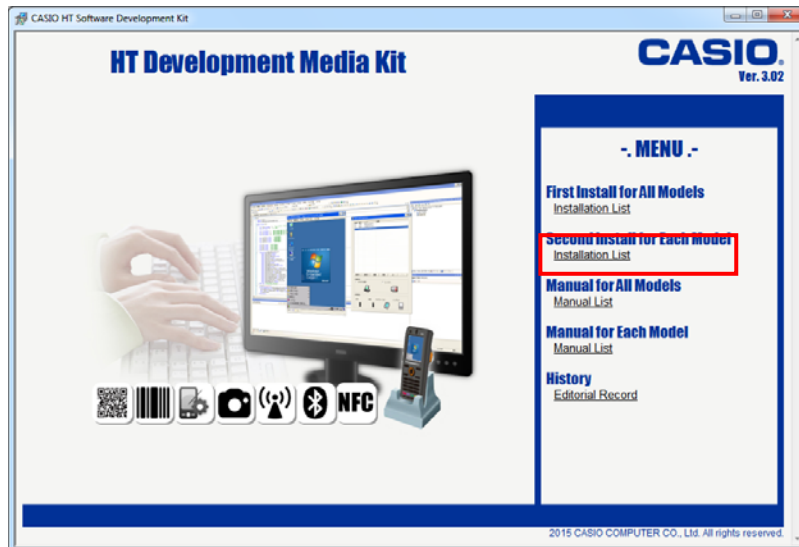 CASIO HT Software Development Kit
HT Development Media Kit
CASIO.
Ver. 3.02
-. MENU .-
First Install for All Models
Installation List
Second Install for Each Model
Installation List
Manual for All Models
Manual List
Manual for Each Model
Manual List
History
Editorial Record
NFC
2015 CASIO COMPUTER CO., Ltd. All rights reserved.